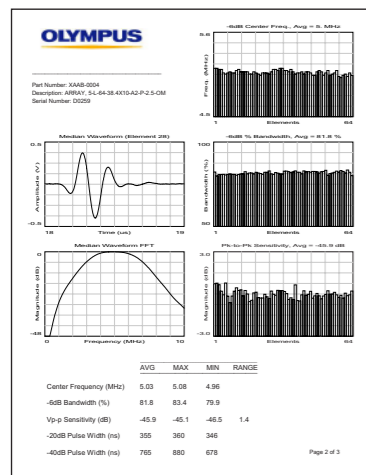 OLYMPUS
Part Number: XAAB-0004
Description: ARRAY, 5-L-64-38.4X10-A2-P-2.5-OM
Serial Number: D0259
-6dB Center Freq., Avg = 5. MHz
5.6
Freq. (MHz)
4.5
1 Elements 64
Median Waveform (Element 28)
0.5
Amplitude (V)
-0.5
18 Time (us) 19
-6dB % Bandwidth, Avg = 81.8 %
100
Bandwidth (%)
50
1 Elements 64
Median Waveform FFT
0
Magnitude (dB)
-48
0 Frequency (MHz) 10
Pk-to-Pk Sensitivity, Avg = -45.9 dB
3.0
Magnitude (dB)
-3.0
1 Elements 64
AVG MAX MIN RANGE
Center Frequency (MHz) 5.03 5.08 4.96
-6dB Bandwidth (%) 81.8 83.4 79.9
Vp-p Sensitivity (dB) -45.9 -45.1 -46.5 1.4
-20dB Pulse Width (ns) 355 360 346
-40dB Pulse Width (ns) 765 880 678
Page 2 of 3